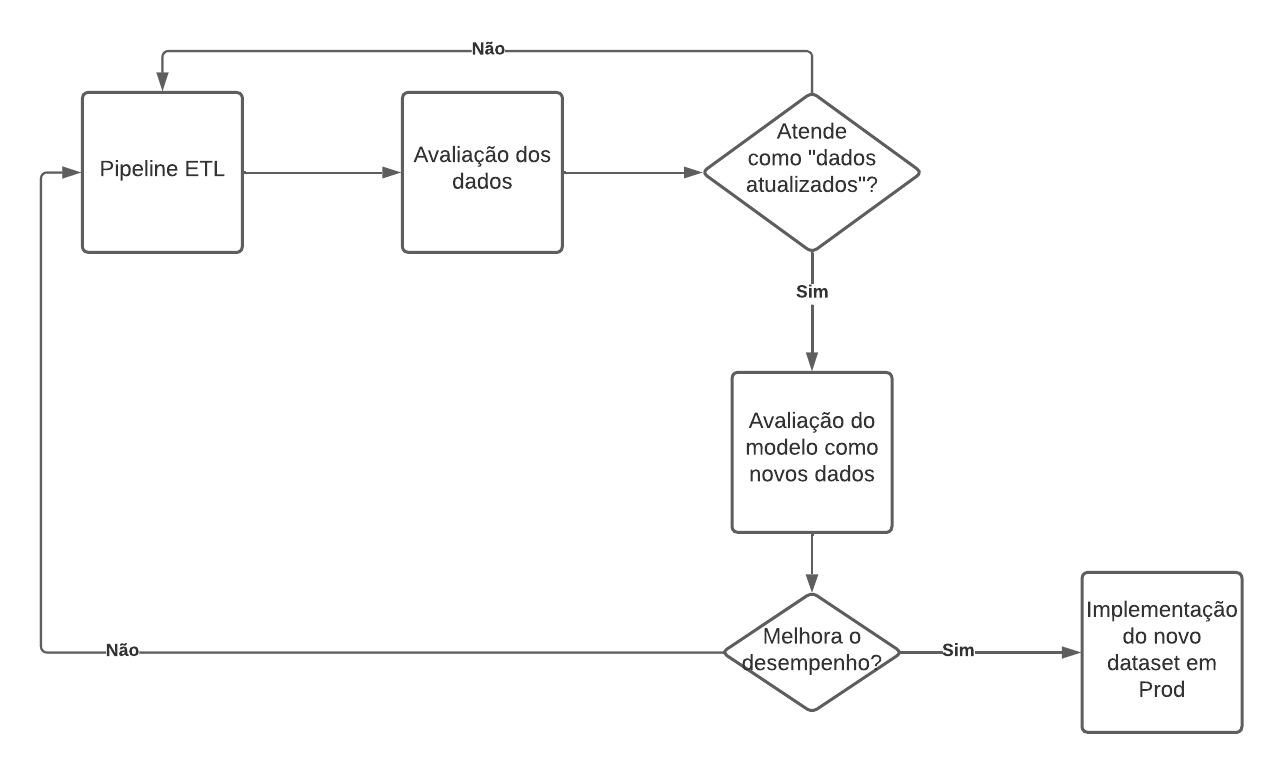 Não
Pipeline ETL
Avaliação dos
dados
Atende
como "dados
atualizados"?
Sim
Avaliação do
modelo como
novos dados
Melhora o
desempenho?
Não
Sim
Implementação
do novo
dataset em
Prod